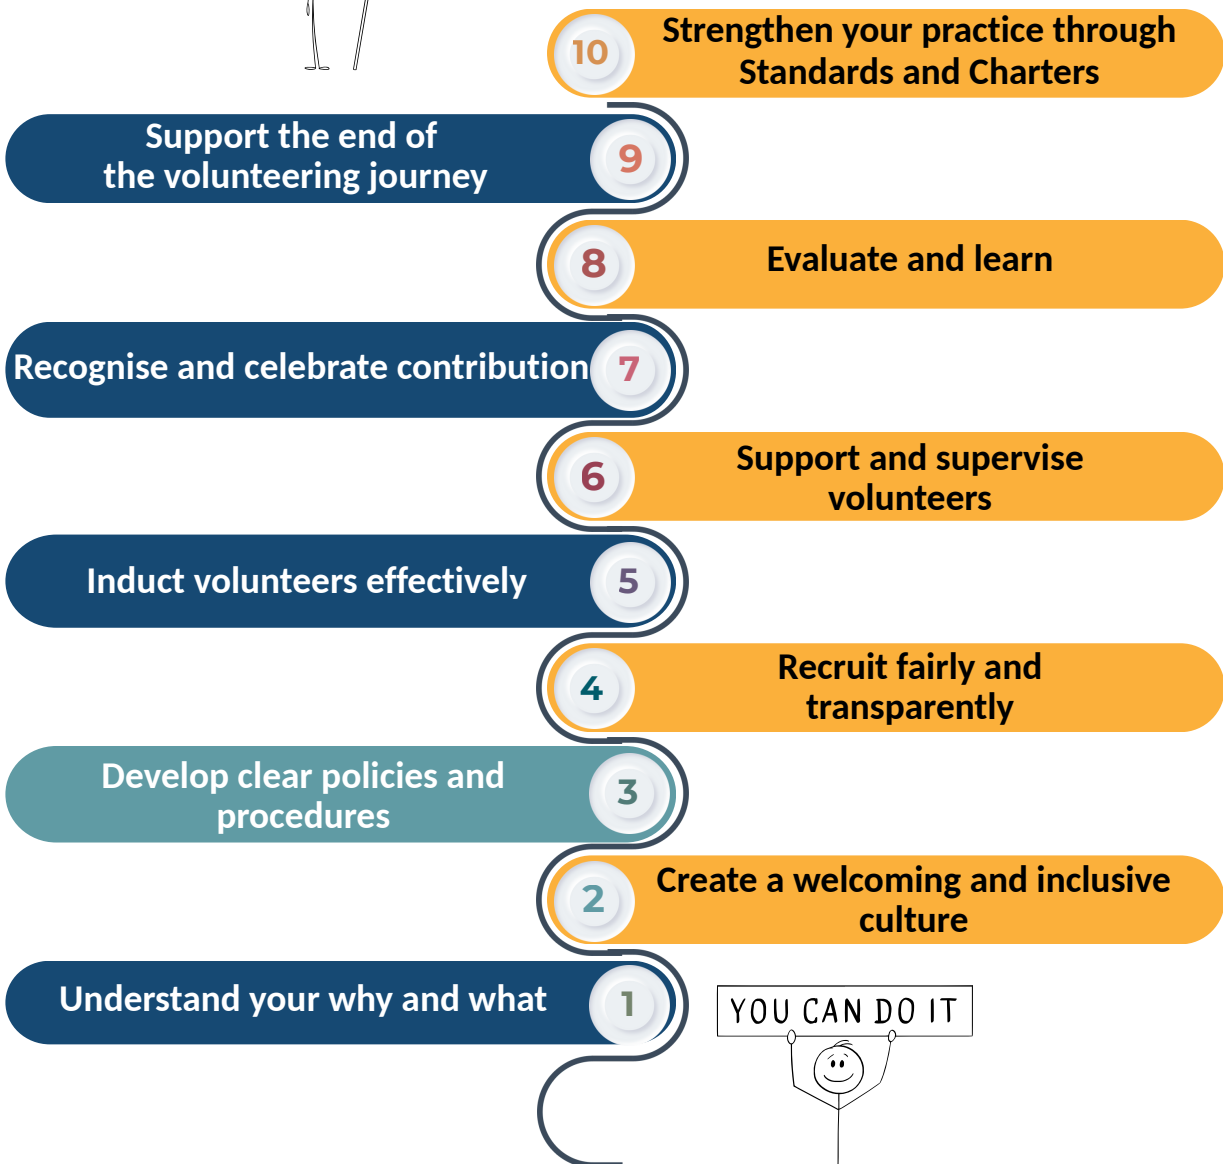 10
Strengthen your practice through
Standards and Charters
Support the end of
the volunteering journey
9
8
Evaluate and learn
Recognise and celebrate contribution
7
6
Support and supervise
volunteers
Induct volunteers effectively
5
4
Recruit fairly and
transparently
Develop clear policies and
procedures
3
2
Create a welcoming and inclusive
culture
Understand your why and what
1
YOU CAN DO IT